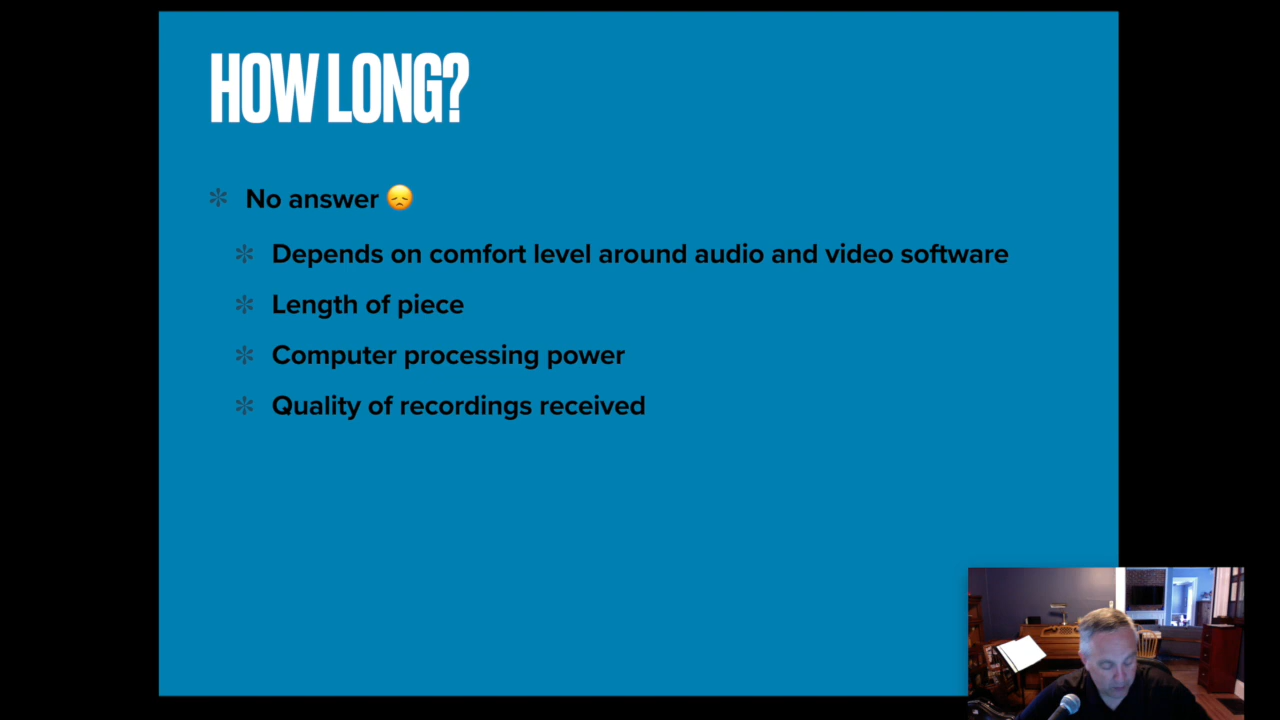 HOW LONG?
No answer 😞
Depends on comfort level around audio and video software
Length of piece
Computer processing power
Quality of recordings received